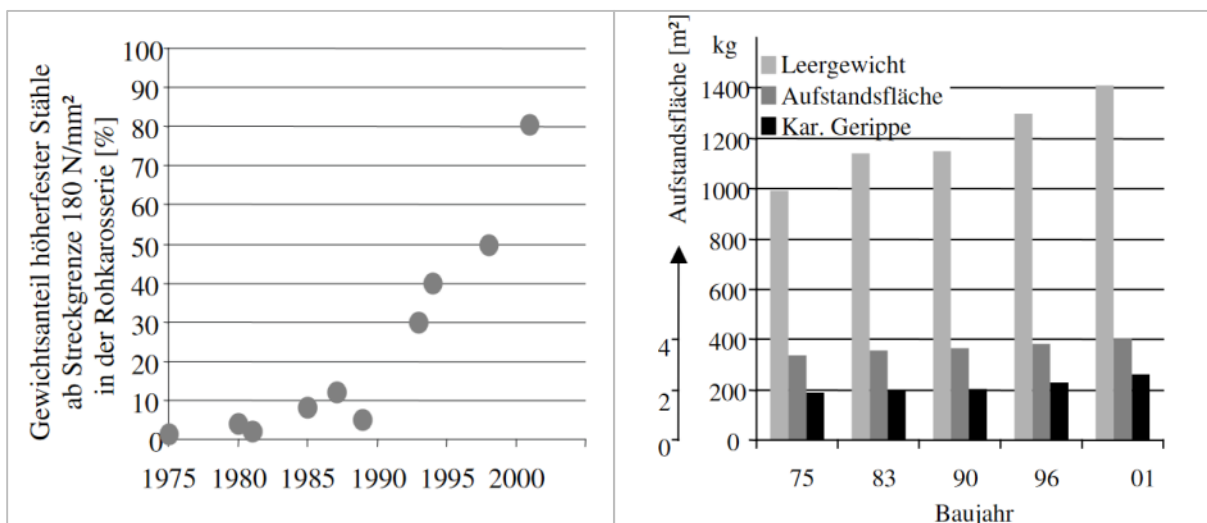 Gewichtsanteil höherfester Stähle
ab Streckgrenze 180 N/mm²
in der Rohkarosserie [%]
100
90
80
70
60
50
40
30
20
10
0
1975 1980 1985 1990 1995 2000
Aufstandsfläche [m²]
4
2
0
kg
1400
1200
1000
800
600
400
200
0
Leergewicht
Aufstandsfläche
Kar. Gerippe
75 83 90 96 01
Baujahr